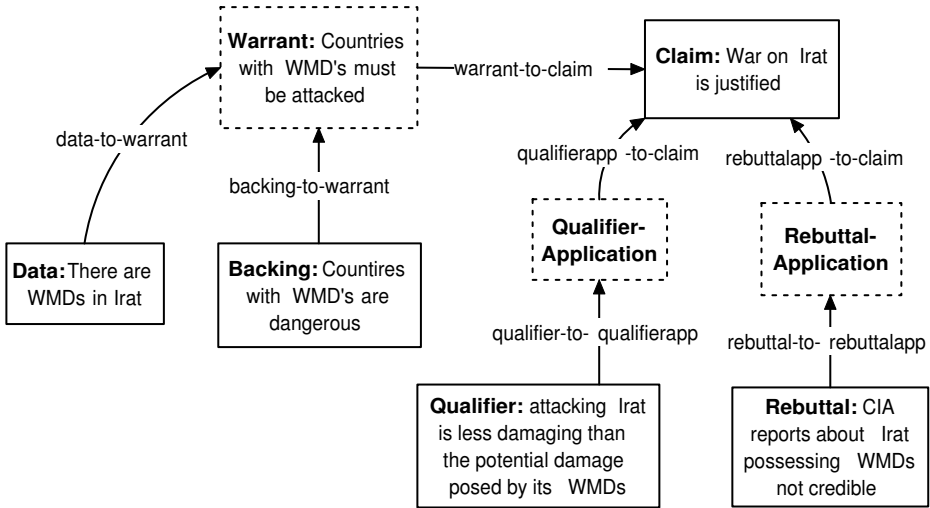 Warrant: Countries
with WMD's must
be attacked
warrant-to-claim
Claim: War on Irat
is justified
data-to-warrant
backing-to-warrant
qualifierapp -to-claim
rebuttalapp -to-claim
Data: There are
WMDs in Irat
Backing: Countires
with WMD's are
dangerous
Qualifier-
Application
Rebuttal-
Application
qualifier-to- qualifierapp
rebuttal-to- rebuttalapp
Qualifier: attacking Irat
is less damaging than
the potential damage
posed by its WMDs
Rebuttal: CIA
reports about Irat
possessing WMDs
not credible